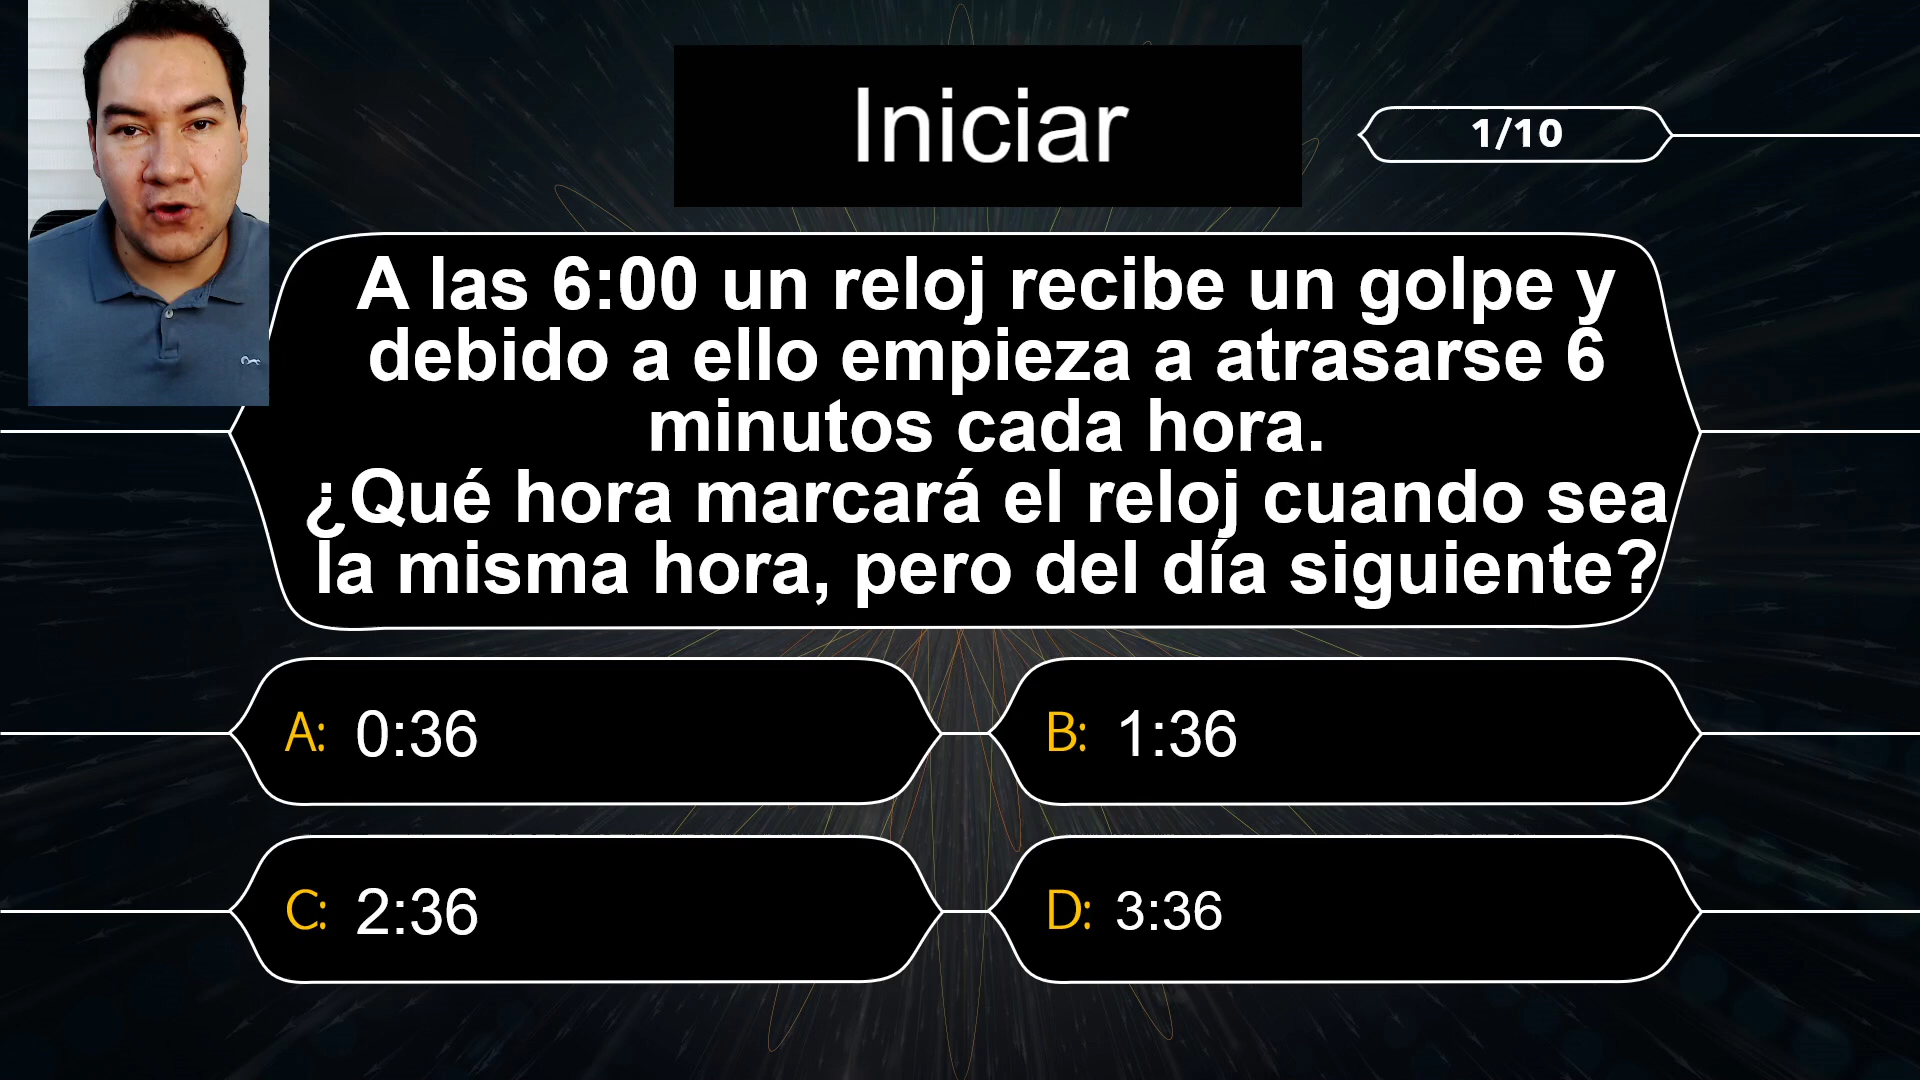 Iniciar
1/10
A las 6:00 un reloj recibe un golpe y
debido a ello empieza a atrasarse 6
minutos cada hora.
¿Qué hora marcará el reloj cuando sea
la misma hora, pero del día siguiente?
A: 0:36
B: 1:36
C: 2:36
D: 3:36